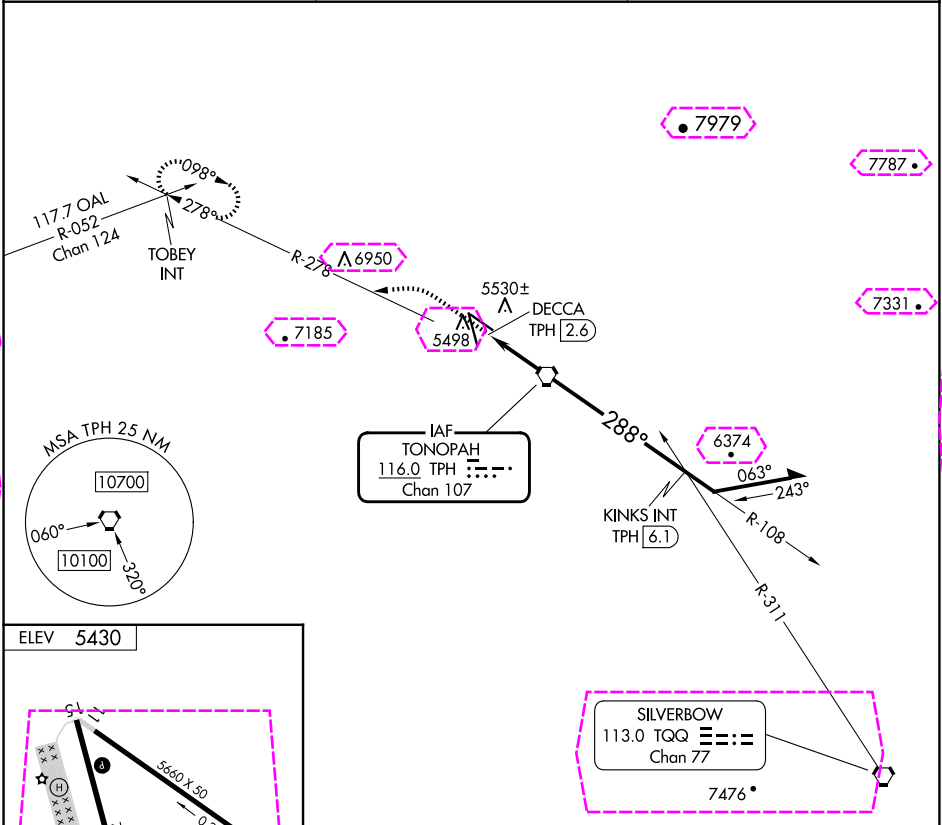 7979
7787
098°
278°
117.7 OAL
R-052
Chan 124
TOBEY
INT
R-278
6950
5530±
DECCA
TPH 2.6
7331
7185
5498
IAF
TONOPAH
116.0 TPH
Chan 107
288°
6374
063°
243°
KINKS INT
TPH 6.1
R-108
MSA TPH 25 NM
10700
060°
10100
320°
R-311
ELEV 5430
SILVERBOW
113.0 TQQ
Chan 77
7476
15
11
P
5660 X 50
H